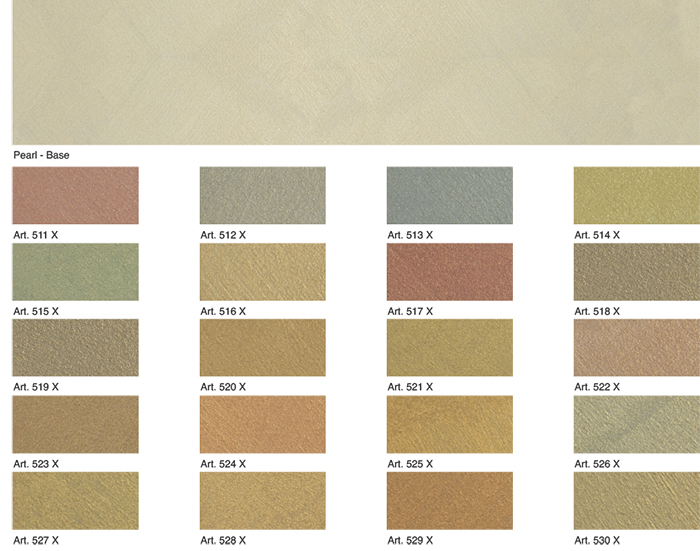 Pearl - Base
Art. 511 X
Art. 512 X
Art. 513 X
Art. 514 X
Art. 515 X
Art. 516 X
Art. 517 X
Art. 518 X
Art. 519 X
Art. 520 X
Art. 521 X
Art. 522 X
Art. 523 X
Art. 524 X
Art. 525 X
Art. 526 X
Art. 527 X
Art. 528 X
Art. 529 X
Art. 530 X